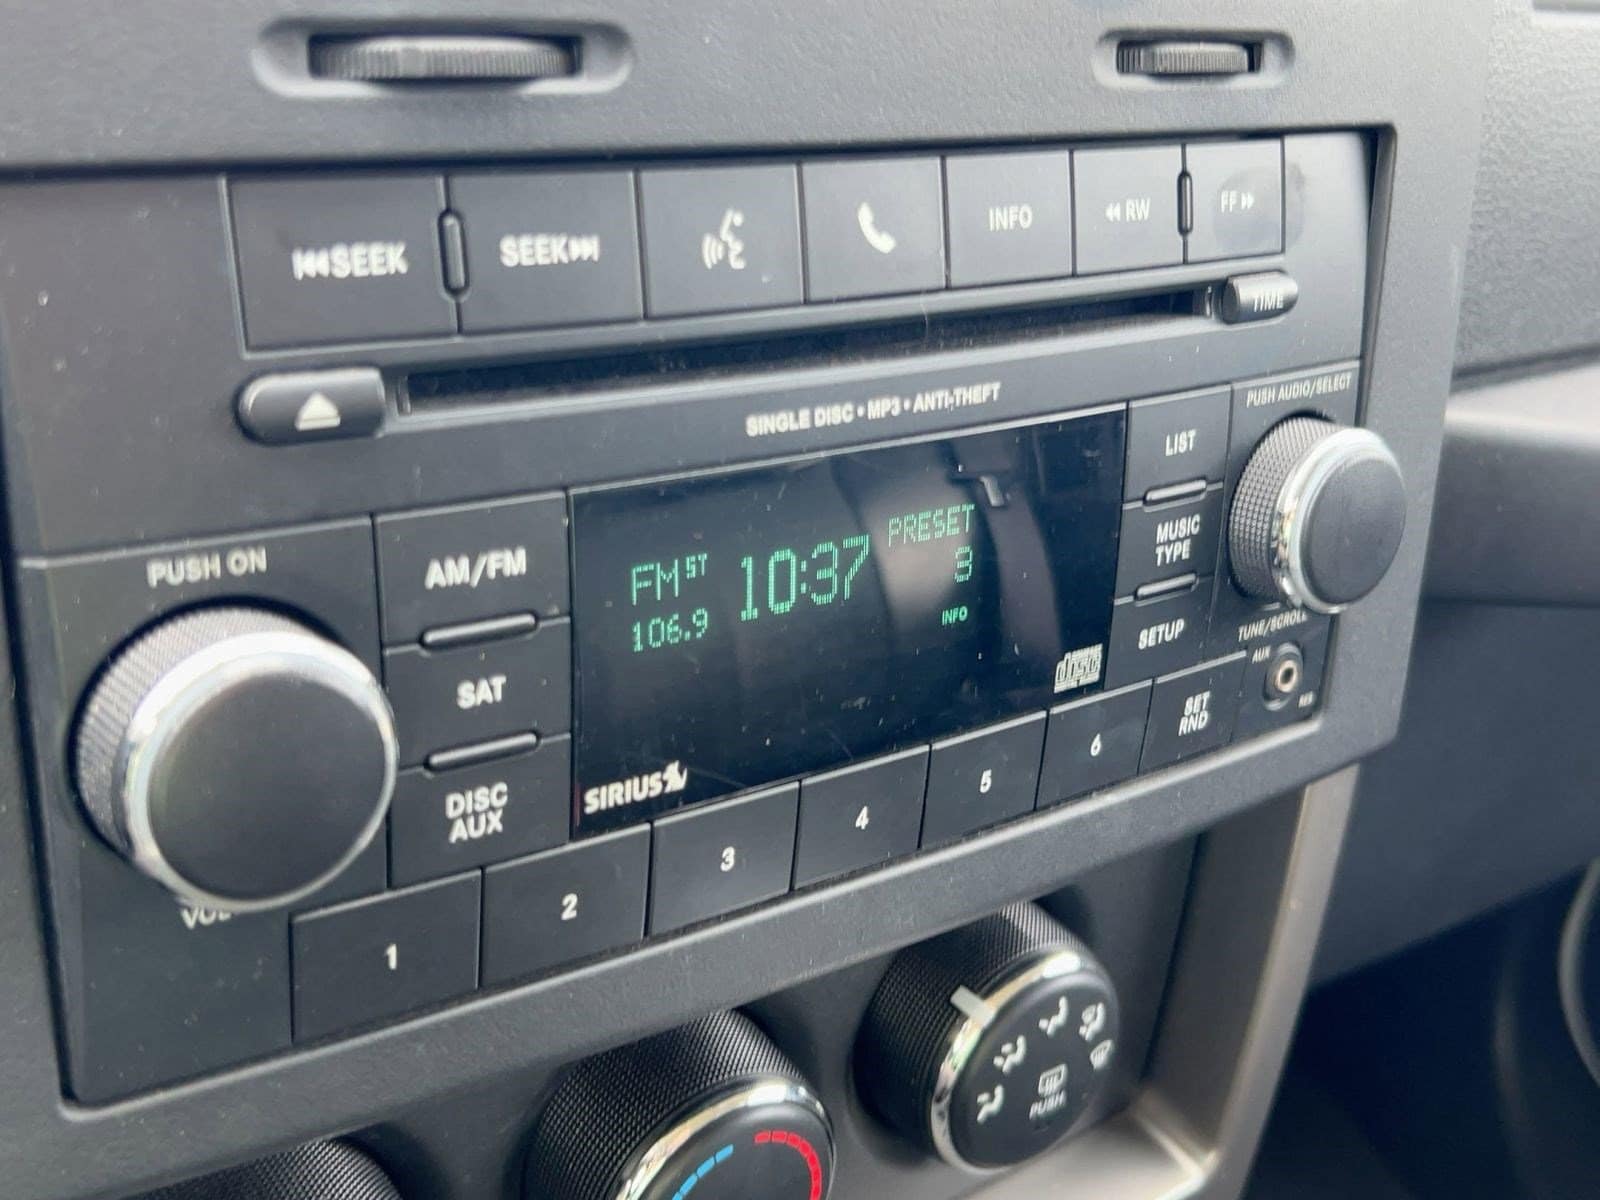 SEEK
SEEK
INFO
RW
FF
TIME
SINGLE DISC • MP3 • ANTI-THEFT
PUSH AUDIO/SELECT
PUSH ON
AM/FM
SAT
DISC
AUX
FM ST
106.9
10:37
PRESET
3
INFO
disc
SIRIUS
LIST
MUSIC
TYPE
SETUP
TUNE/SCROLL
AUX
SET
RND
VOL
1
2
3
4
5
6
PUSH